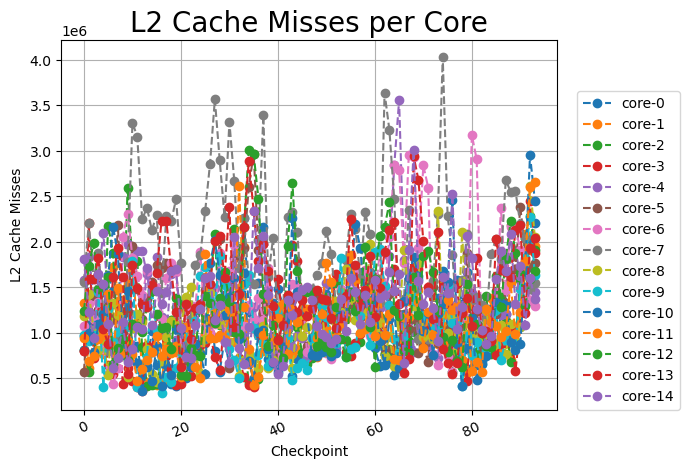 L2 Cache Misses per Core
1e6
4.0
3.5
3.0
2.5
2.0
1.5
1.0
0.5
L2 Cache Misses
0
20
40
60
80
Checkpoint
core-0
core-1
core-2
core-3
core-4
core-5
core-6
core-7
core-8
core-9
core-10
core-11
core-12
core-13
core-14